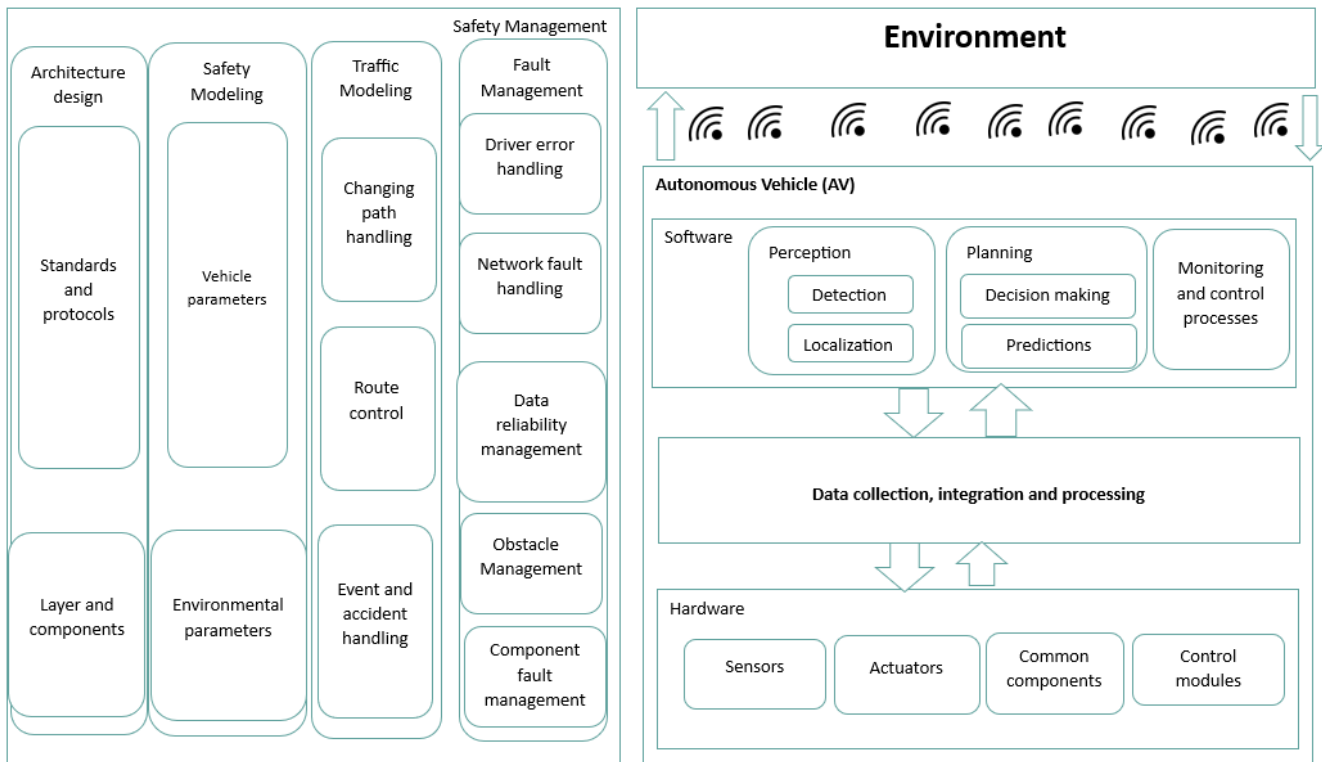 Safety Management
Architecture
design
Standards
and
protocols
Layer and
components
Safety
Modeling
Vehicle
parameters
Environmental
parameters
Traffic
Modeling
Changing
path
handling
Route
control
Event and
accident
handling
Fault
Management
Driver error
handling
Network fault
handling
Data
reliability
management
Obstacle
Management
Component
fault
management
Environment
Autonomous Vehicle (AV)
Software
Perception
Detection
Localization
Planning
Decision making
Predictions
Monitoring
and control
processes
Data collection, integration and processing
Hardware
Sensors
Actuators
Common
components
Control
modules